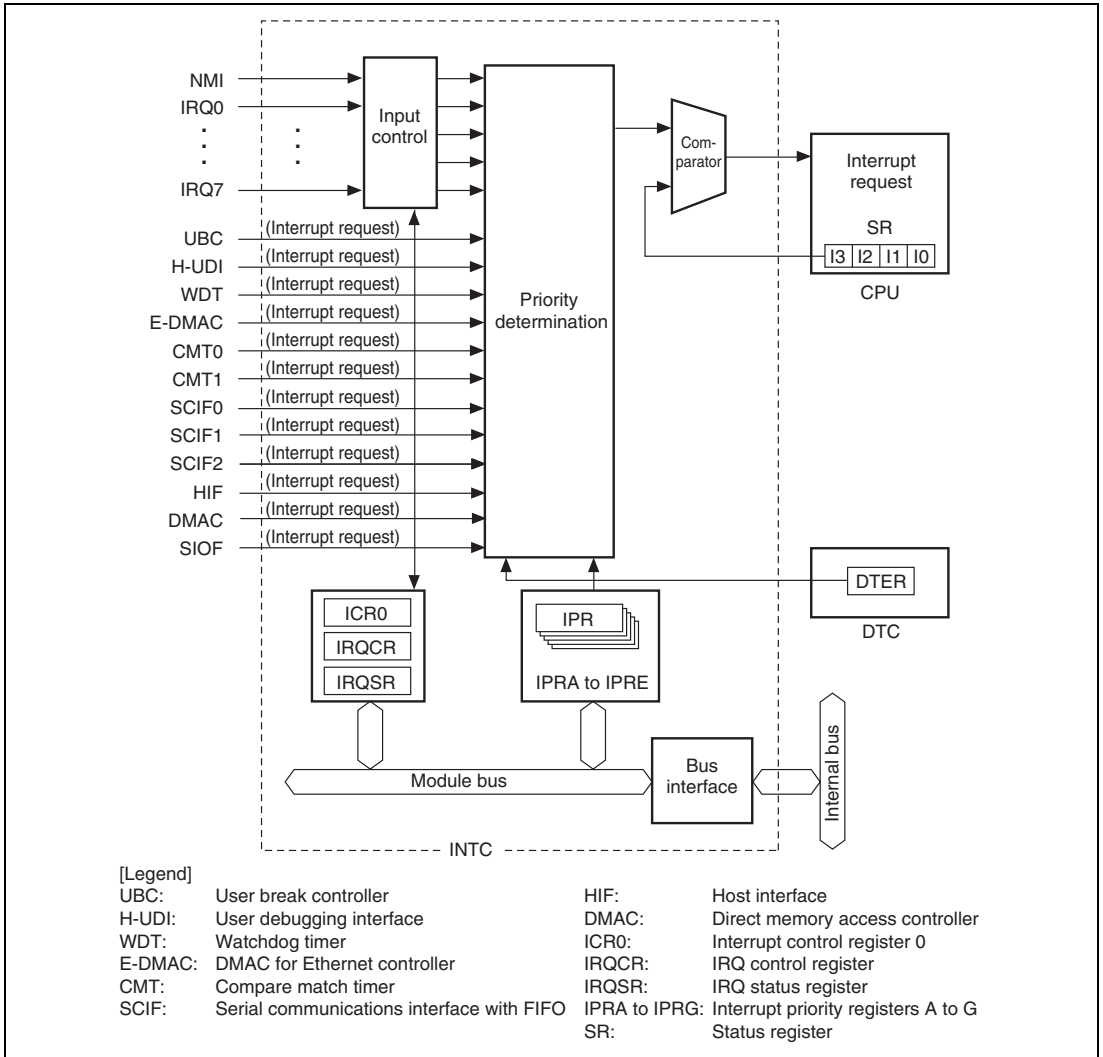 NMI
IRQ0
IRQ7
Input
control
UBC (Interrupt request)
H-UDI (Interrupt request)
WDT (Interrupt request)
E-DMAC (Interrupt request)
CMT0 (Interrupt request)
CMT1 (Interrupt request)
SCIF0 (Interrupt request)
SCIF1 (Interrupt request)
SCIF2 (Interrupt request)
HIF (Interrupt request)
DMAC (Interrupt request)
SIOF (Interrupt request)
Priority
determination
Com-
parator
Interrupt
request
SR
I3 I2 I1 I0
CPU
DTER
DTC
ICR0
IRQCR
IRQSR
IPR
IPRA to IPRE
Module bus
Bus
interface
Internal bus
INTC
[Legend]
UBC: User break controller
H-UDI: User debugging interface
WDT: Watchdog timer
E-DMAC: DMAC for Ethernet controller
CMT: Compare match timer
SCIF: Serial communications interface with FIFO
HIF: Host interface
DMAC: Direct memory access controller
ICR0: Interrupt control register 0
IRQCR: IRQ control register
IRQSR: IRQ status register
IPRA to IPRG: Interrupt priority registers A to G
SR: Status register